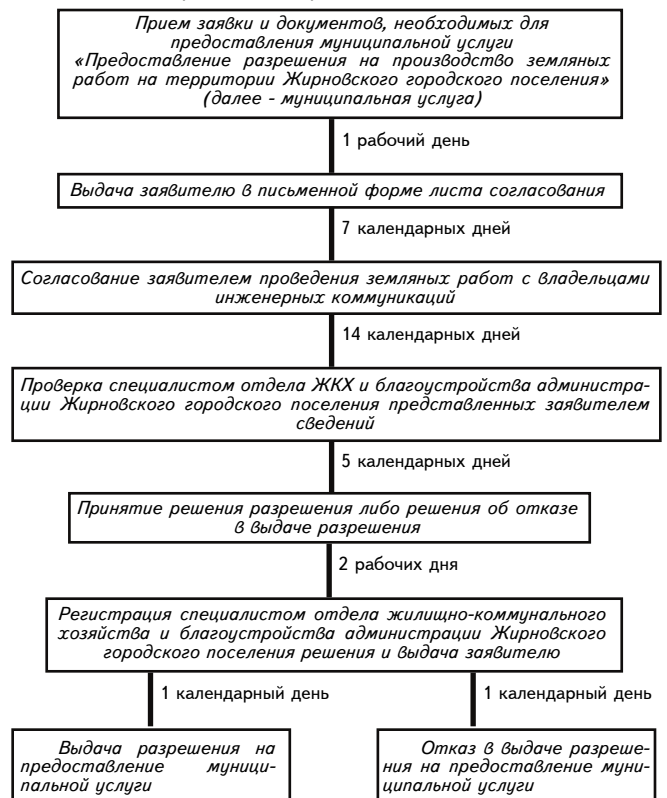 Прием заявки и документов, необходимых для
предоставления муниципальной услуги
«Предоставление разрешения на производство земляных
работ на территории Жирновского городского поселения»
(далее - муниципальная услуга)
1 рабочий день
Выдача заявителю в письменной форме листа согласования
7 календарных дней
Согласование заявителем проведения земляных работ с владельцами
инженерных коммуникаций
14 календарных дней
Проверка специалистом отдела ЖКХ и благоустройства администра-
ции Жирновского городского поселения представленных заявителем
сведений
5 календарных дней
Принятие решения разрешения либо решения об отказе
в выдаче разрешения
2 рабочих дня
Регистрация специалистом отдела жилищно-коммунального
хозяйства и благоустройства администрации Жирновского
городского поселения решения и выдача заявителю
1 календарный день
1 календарный день
Выдача разрешения на
предоставление муници-
пальной услуги
Отказ в выдаче разреше-
ния на предоставление муни-
ципальной услуги